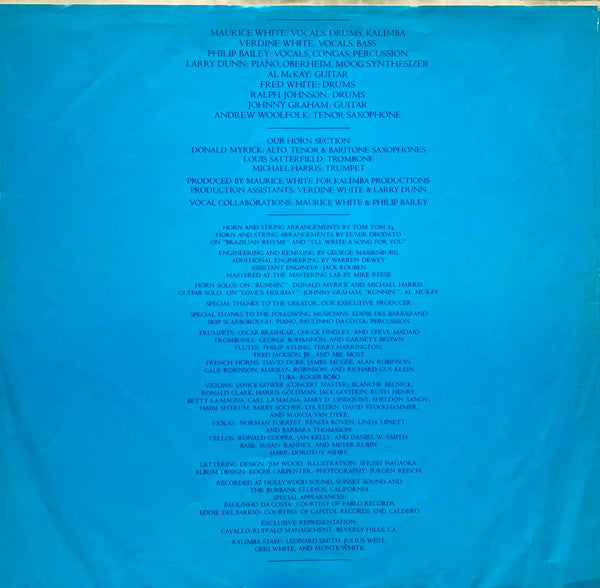 MAURICE WHITE: VOCALS, DRUMS, KALIMBA
VERDINE WHITE: VOCALS, BASS
PHILIP BAILEY: VOCALS, CONGAS, PERCUSSION
LARRY DUNN: PIANO, OBERHEIM, MOOG SYNTHESIZER
AL McKAY: GUITAR
FRED WHITE: DRUMS
RALPH JOHNSON: DRUMS
JOHNNY GRAHAM: GUITAR
ANDREW WOOLFOLK: TENOR SAXOPHONE
OUR HORN SECTION
DONALD MYRICK: ALTO, TENOR & BARITONE SAXOPHONES
LOUIS SATTERFIELD: TROMBONE
MICHAEL HARRIS: TRUMPET
PRODUCED BY MAURICE WHITE FOR KALIMBA PRODUCTIONS
PRODUCTION ASSISTANTS: VERDINE WHITE & LARRY DUNN
VOCAL COLLABORATIONS: MAURICE WHITE & PHILIP BAILEY
HORN AND STRING ARRANGEMENTS BY TOM TOM 84
HORN AND STRING ARRANGEMENTS BY EUMIR DEODATO
ON "BRAZILIAN RHYME" AND "I'LL WRITE A SONG FOR YOU"
ENGINEERING AND REMIXING BY GEORGE MASSENBURG
ADDITIONAL ENGINEERING BY WARREN DEWEY
ASSISTANT ENGINEER: JACK ROUBEN
MASTERED AT THE MASTERING LAB BY MIKE REESE
HORN SOLOS ON "RUNNIN'": DONALD MYRICK AND MICHAEL HARRIS
GUITAR SOLO: ON "LOVE'S HOLIDAY": JOHNNY GRAHAM, "RUNNIN'": AL McKAY
SPECIAL THANKS TO THE CREATOR, OUR EXECUTIVE PRODUCER.
SPECIAL THANKS TO THE FOLLOWING MUSICIANS: EDDIE DEL BARRIO AND
SKIP SCARBOROUGH: PIANO, PAULINHO DA COSTA: PERCUSSION
TRUMPETS: OSCAR BRASHEAR, CHUCK FINDLEY, AND STEVE MADAIO
TROMBONES: GEORGE BOHANNON, AND GARNETT BROWN
FLUTES: PHILIP AYLING, TERRY HARRINGTON,
FRED JACKSON, JR., AND ABE MOST
FRENCH HORNS: DAVID DUKE, JAMES McGEE, ALAN ROBINSON,
GALE ROBINSON, MARILYN ROBINSON, AND RICHARD GUS KLEIN
TUBA: ROGER BOBO
VIOLINS: JANICE GOWER (CONCERT MASTER), BLANCHE BELNICK,
RONALD CLARK, HARRIS GOLDMAN, JACK GOOTKIN, RUTH HENRY,
BETTY LA MAGNA, CARL LA MAGNA, MARY D. LINDQUIST, SHELDON SANOV,
HAIM SHTRUM, BARRY SOCHER, LYA STERN, DAVID STOCKHAMMER,
AND MARCIA VAN DYKE.
VIOLAS: NORMAN FORREST, RENITA KOVEN, LINDA LIPSETT,
AND BARBARA THOMASON.
CELLOS: RONALD COOPER, JAN KELLY, AND DANIEL W. SMITH
BASS: SUSAN RANNEY, AND MEYER RUBIN
HARP: DOROTHY ASHBY
LETTERING DESIGN: JIM WOOD. ILLUSTRATION: SHUSEI NAGAOKA
ALBUM DESIGN: ROGER CARPENTER. PHOTOGRAPHY: JURGEN REISCH.
RECORDED AT HOLLYWOOD SOUND, SUNSET SOUND AND
THE BURBANK STUDIOS, CALIFORNIA.
SPECIAL APPEARANCES:
PAULINHO DA COSTA: COURTESY OF PABLO RECORDS
EDDIE DEL BARRIO: COURTESY OF CAPITOL RECORDS AND CALDERO
EXCLUSIVE REPRESENTATION:
CAVALLO-RUFFALO MANAGEMENT, BEVERLY HILLS, CA.
KALIMBA STAFF: LEONARD SMITH, JULIUS WEST,
GERI WHITE, AND MONTE WHITE